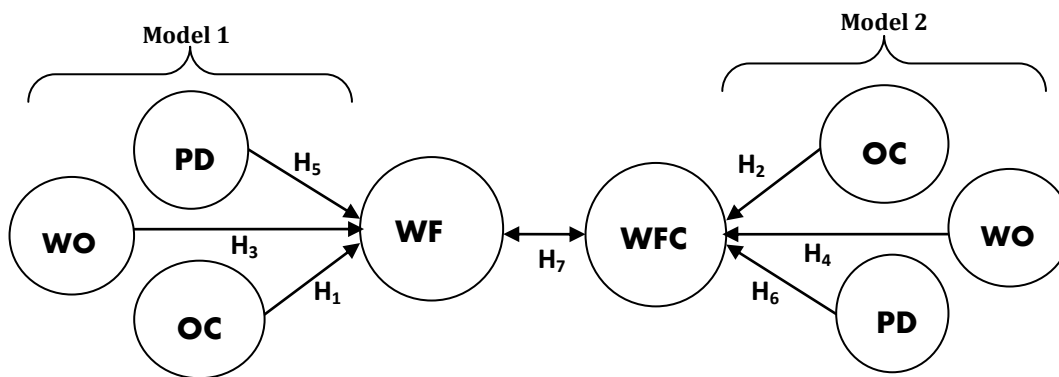 Model 1
Model 2
PD
H₅
WO
H₃
OC
H₁
WF
H₇
WFC
H₂
OC
H₄
WO
H₆
PD